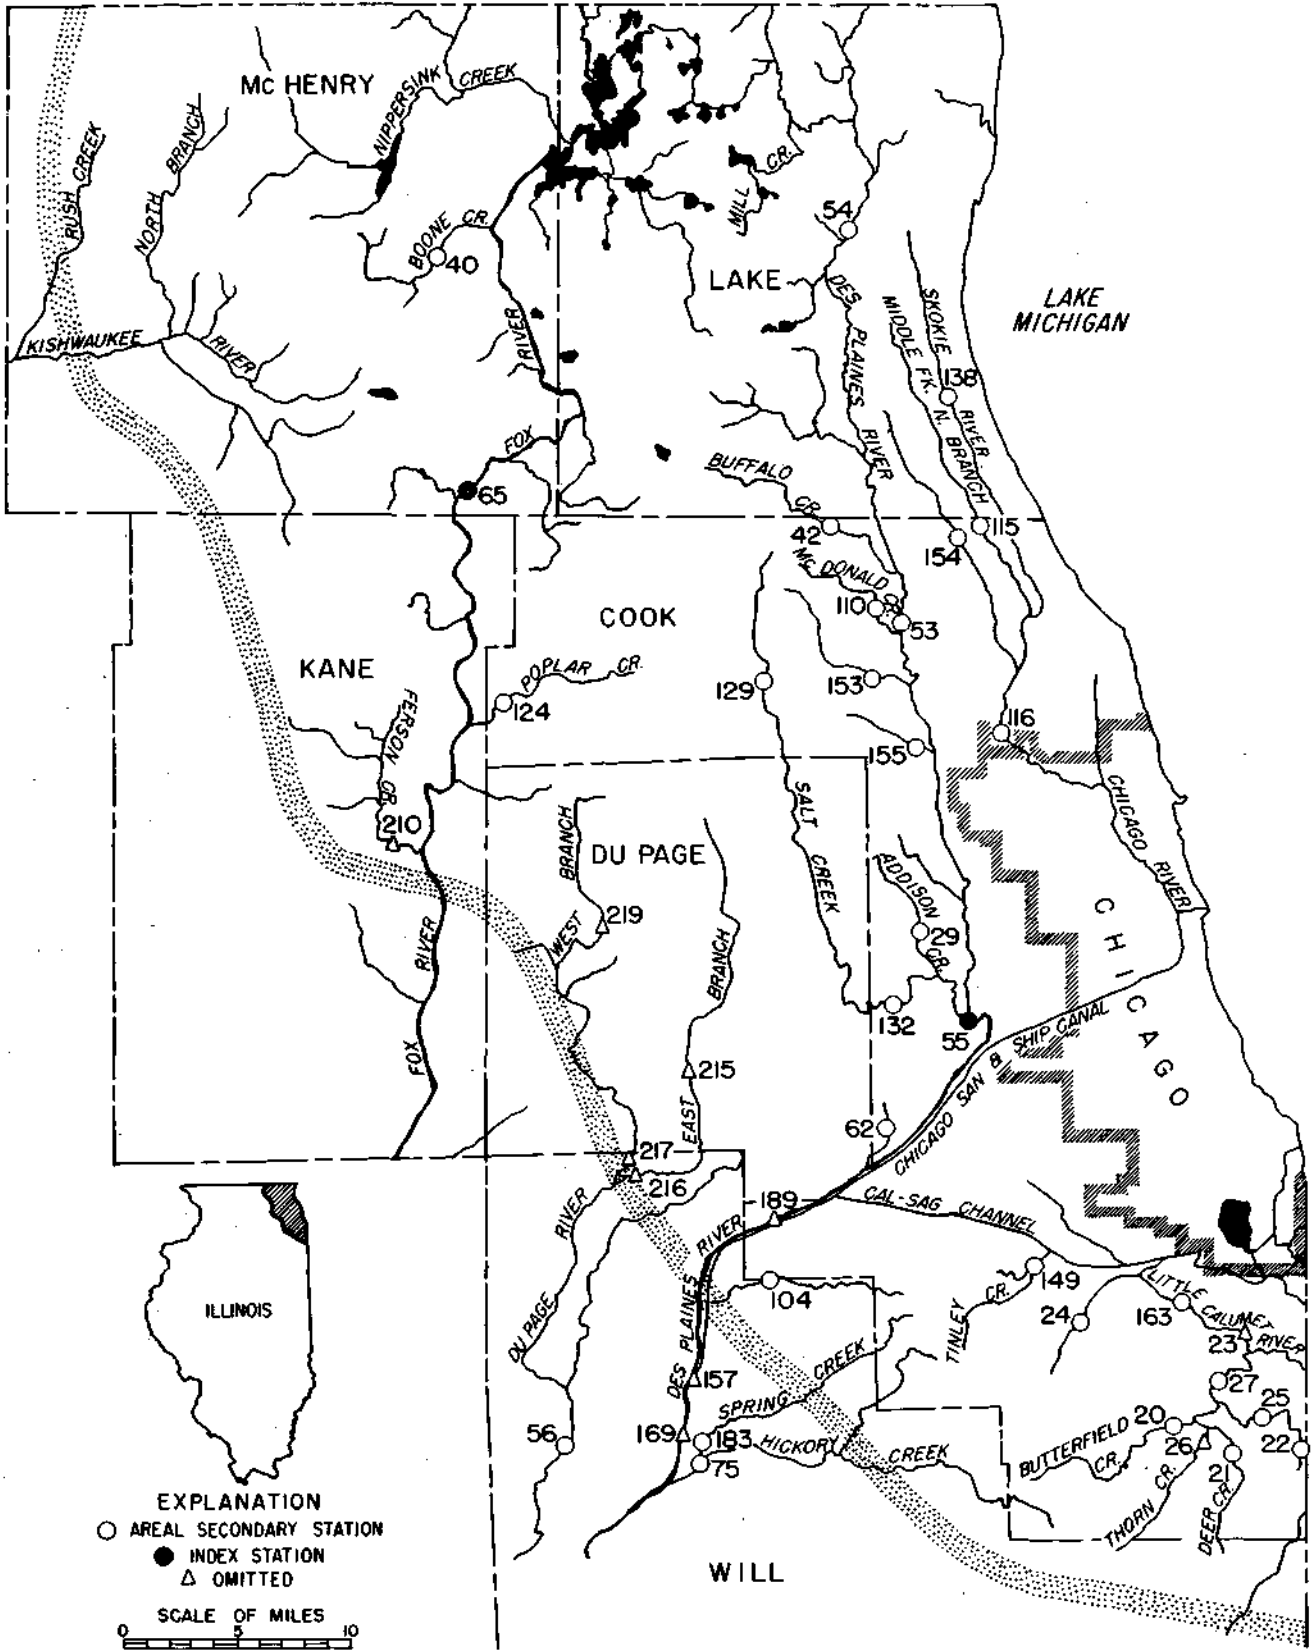 Mc HENRY
NIPPERSINK CREEK
RUSH CREEK
NORTH BRANCH
BOONE CR.
40
MILL CR.
54
LAKE
LAKE
MICHIGAN
KISHWAUKEE RIVER
RIVER
FOX
65
DES PLAINES RIVER
MIDDLE FK. N. BRANCH
SKOKIE RIVER
138
BUFFALO CR.
42
115
154
Mc DONALD CR.
110
53
COOK
KANE
POPLAR CR.
124
129
153
116
155
FERSON CR.
210
SALT CREEK
CHICAGO RIVER
BRANCH
DU PAGE
ADDISON CR.
29
219
WEST
CHICAGO
RIVER
FOX
BRANCH
132
55
CHICAGO SAN & SHIP CANAL
215
EAST
62
217
216
189
CAL-SAG CHANNEL
RIVER
RIVER
DU PAGE
DES PLAINES
104
149
TINLEY CR.
24
LITTLE CALUMET RIVER
163
23
ILLINOIS
157
SPRING CREEK
27
25
20
22
56
169
183
75
HICKORY CREEK
BUTTERFIELD CR.
26
21
THORN CR.
DEER CR.
WILL
EXPLANATION
AREAL SECONDARY STATION
INDEX STATION
OMITTED
SCALE OF MILES
0 5 10